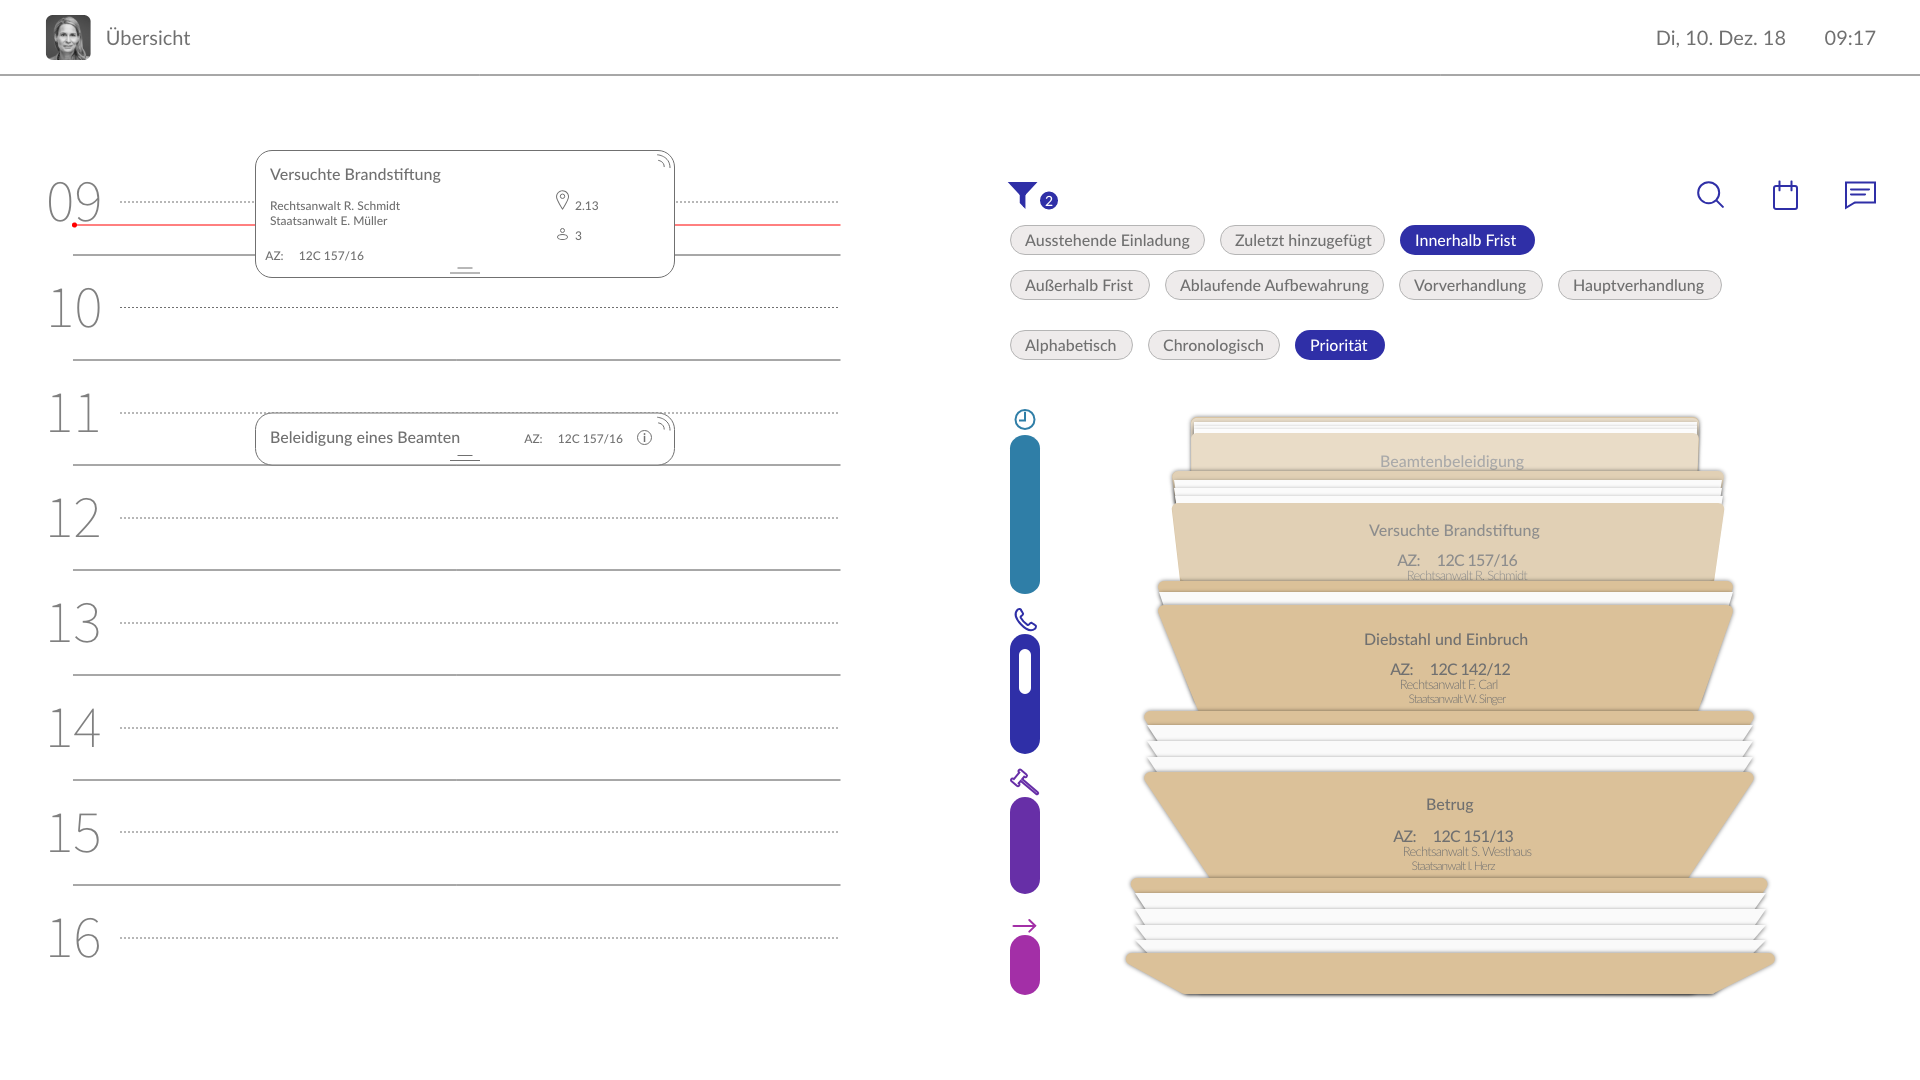 Übersicht
Di, 10. Dez. 18 09:17
09
Versuchte Brandstiftung
Rechtsanwalt R. Schmidt
Staatsanwalt E. Müller
2.13
3
AZ: 12C 157/16
10
11
Beleidigung eines Beamten AZ: 12C 157/16
12
13
14
15
16
2
Ausstehende Einladung Zuletzt hinzugefügt Innerhalb Frist
Außerhalb Frist Ablaufende Aufbewahrung Vorverhandlung Hauptverhandlung
Alphabetisch Chronologisch Priorität
Beamtenbeleidigung
Versuchte Brandstiftung
AZ: 12C 157/16
Rechtsanwalt R. Schmidt
Diebstahl und Einbruch
AZ: 12C 142/12
Rechtsanwalt F. Carl
Staatsanwalt W. Singer
Betrug
AZ: 12C 151/13
Rechtsanwalt S. Westhaus
Staatsanwalt I. Herz